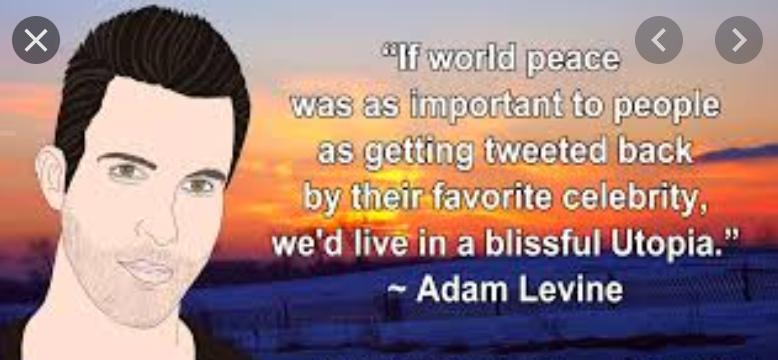 “If world peace
was as important to people
as getting tweeted back
by their favorite celebrity,
we'd live in a blissful Utopia.”
~ Adam Levine